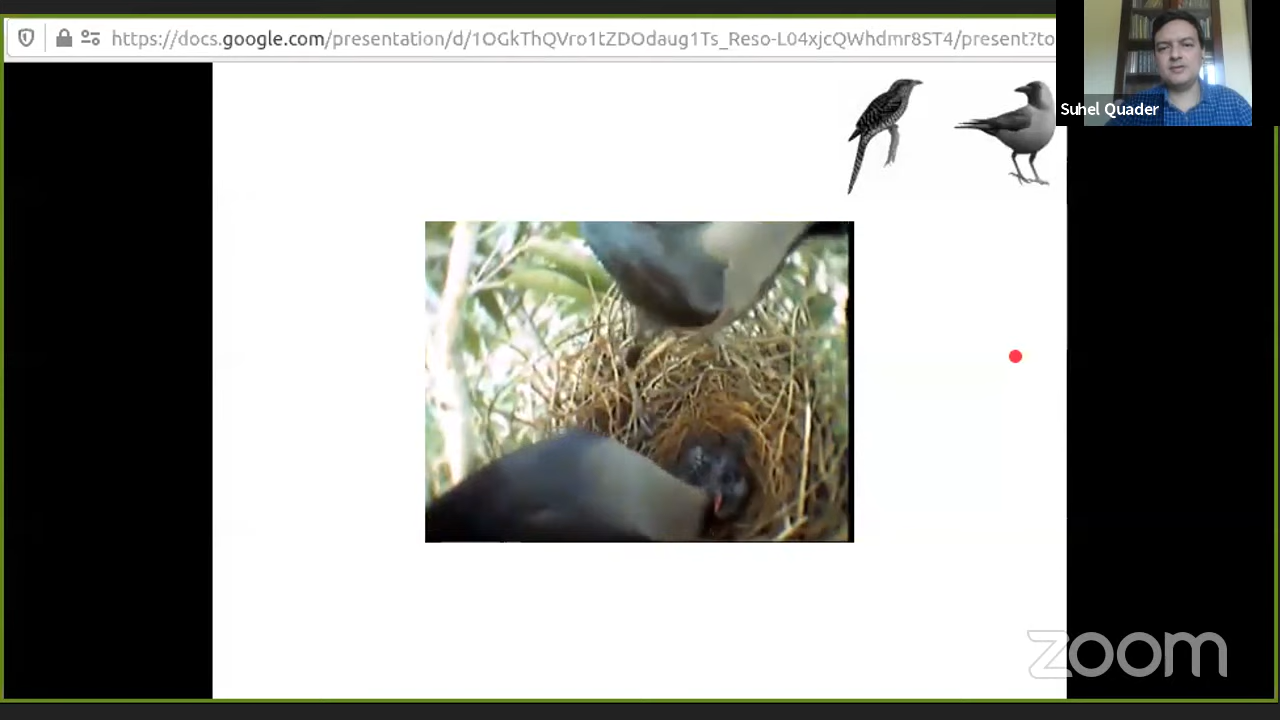 https://docs.google.com/presentation/d/1OGkThQVro1tZDOdaug1Ts_Reso-L04xjcQWhdmr8ST4/present?to
Suhel Quader
zoom